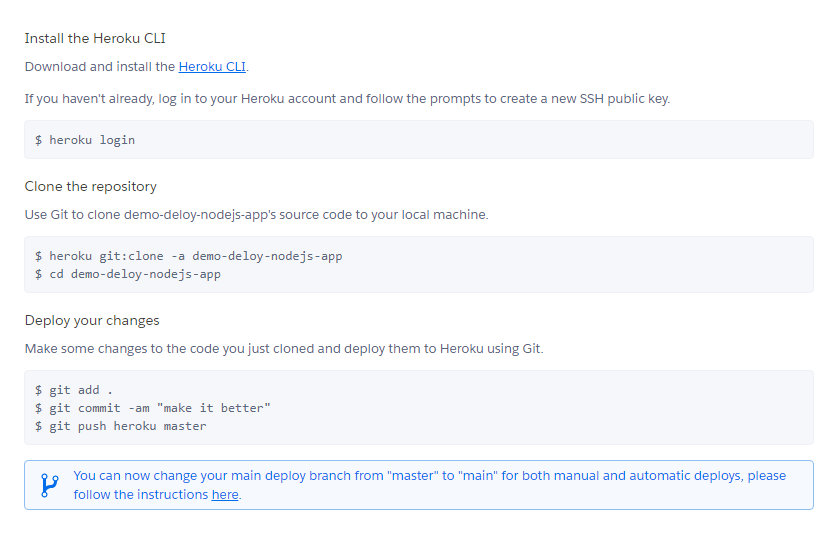 Install the Heroku CLI
Download and install the Heroku CLI.
If you haven't already, log in to your Heroku account and follow the prompts to create a new SSH public key.
$ heroku login
Clone the repository
Use Git to clone demo-deloy-nodejs-app's source code to your local machine.
$ heroku git:clone -a demo-deloy-nodejs-app
$ cd demo-deloy-nodejs-app
Deploy your changes
Make some changes to the code you just cloned and deploy them to Heroku using Git.
$ git add .
$ git commit -am "make it better"
$ git push heroku master
You can now change your main deploy branch from "master" to "main" for both manual and automatic deploys, please
follow the instructions here.